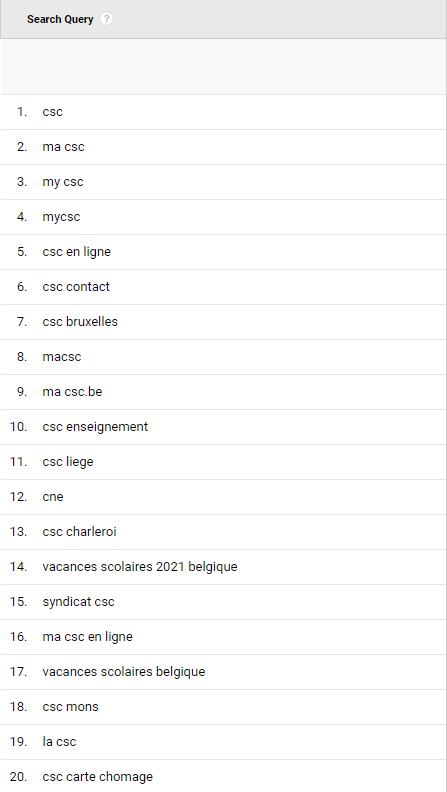 Search Query ?
1. csc
2. ma csc
3. my csc
4. mycsc
5. csc en ligne
6. csc contact
7. csc bruxelles
8. macsc
9. ma csc.be
10. csc enseignement
11. csc liege
12. cne
13. csc charleroi
14. vacances scolaires 2021 belgique
15. syndicat csc
16. ma csc en ligne
17. vacances scolaires belgique
18. csc mons
19. la csc
20. csc carte chomage